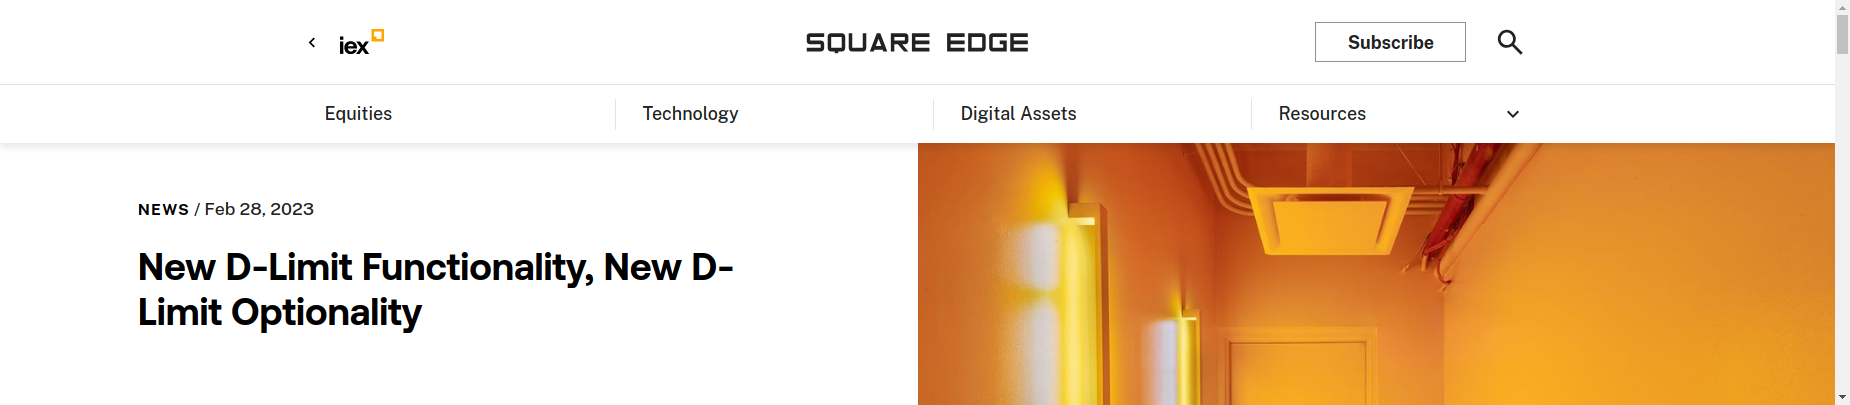 iex
SQUARE EDGE
Subscribe
Equities
Technology
Digital Assets
Resources
NEWS / Feb 28, 2023
New D-Limit Functionality, New D-
Limit Optionality